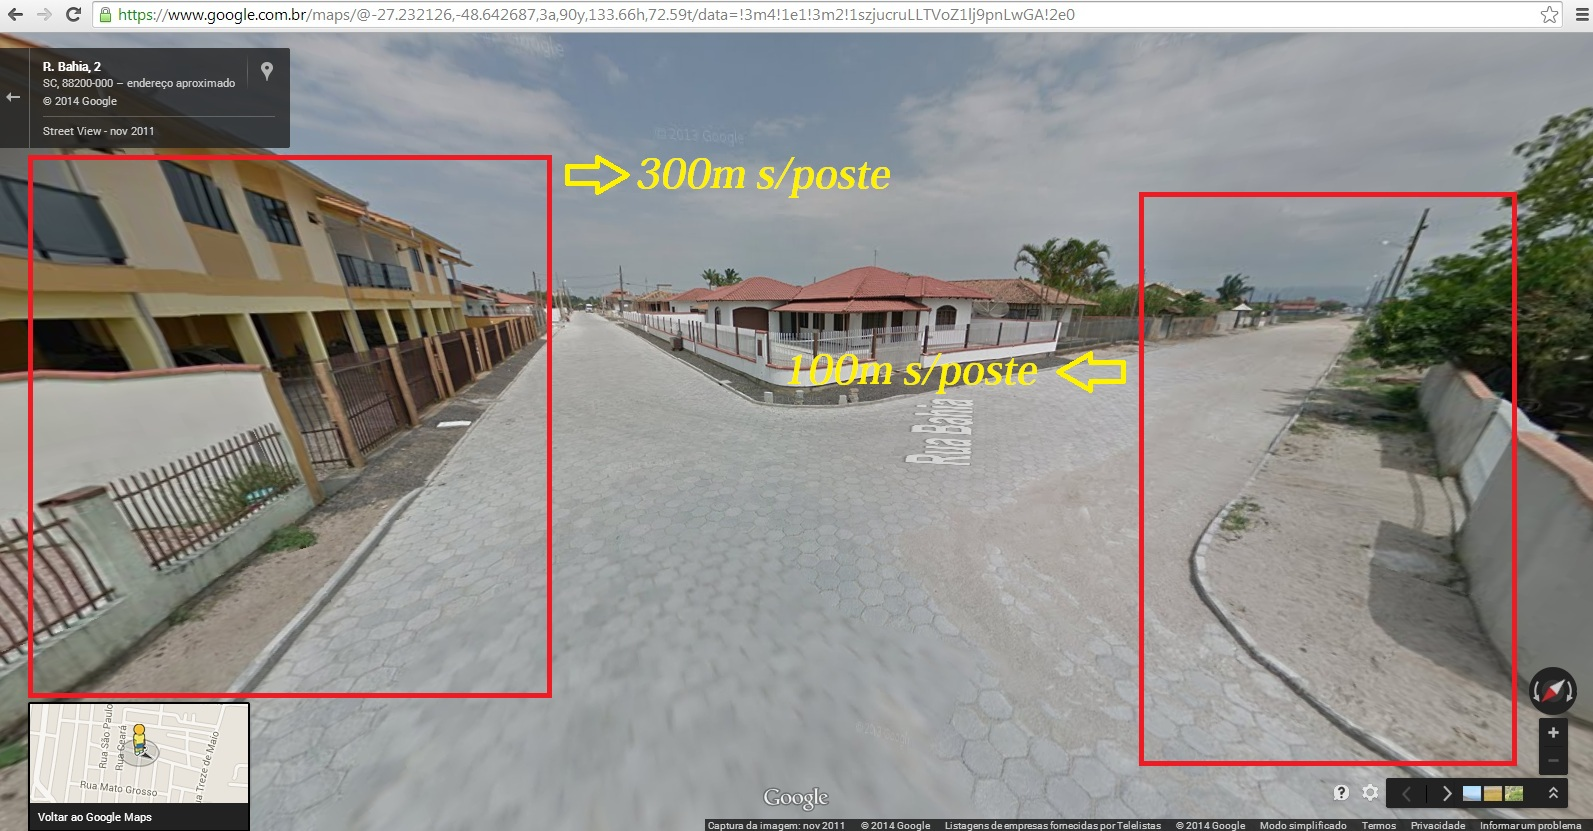 https://www.google.com.br/maps/@-27.232126,-48.642687,3a,90y,133.66h,72.59t/data=!3m4!1e1!3m2!1szjucruLLTVoZ1lj9pnLwGA!2e0
R. Bahia, 2
SC, 88200-000 – endereço aproximado
© 2014 Google
Street View - nov 2011
© 2013 Google
300m s/poste
100m s/poste
Rua Bahia
Rua São Paulo
Rua Ceará
Rua Mato Grosso
ua Treze de Maio
Voltar ao Google Maps
Google
Captura da imagem: nov 2011 © 2014 Google Listagens de empresas fornecidas por Telelistas © 2014 Google Modo simplificado Termos Privacidade Informar um problema